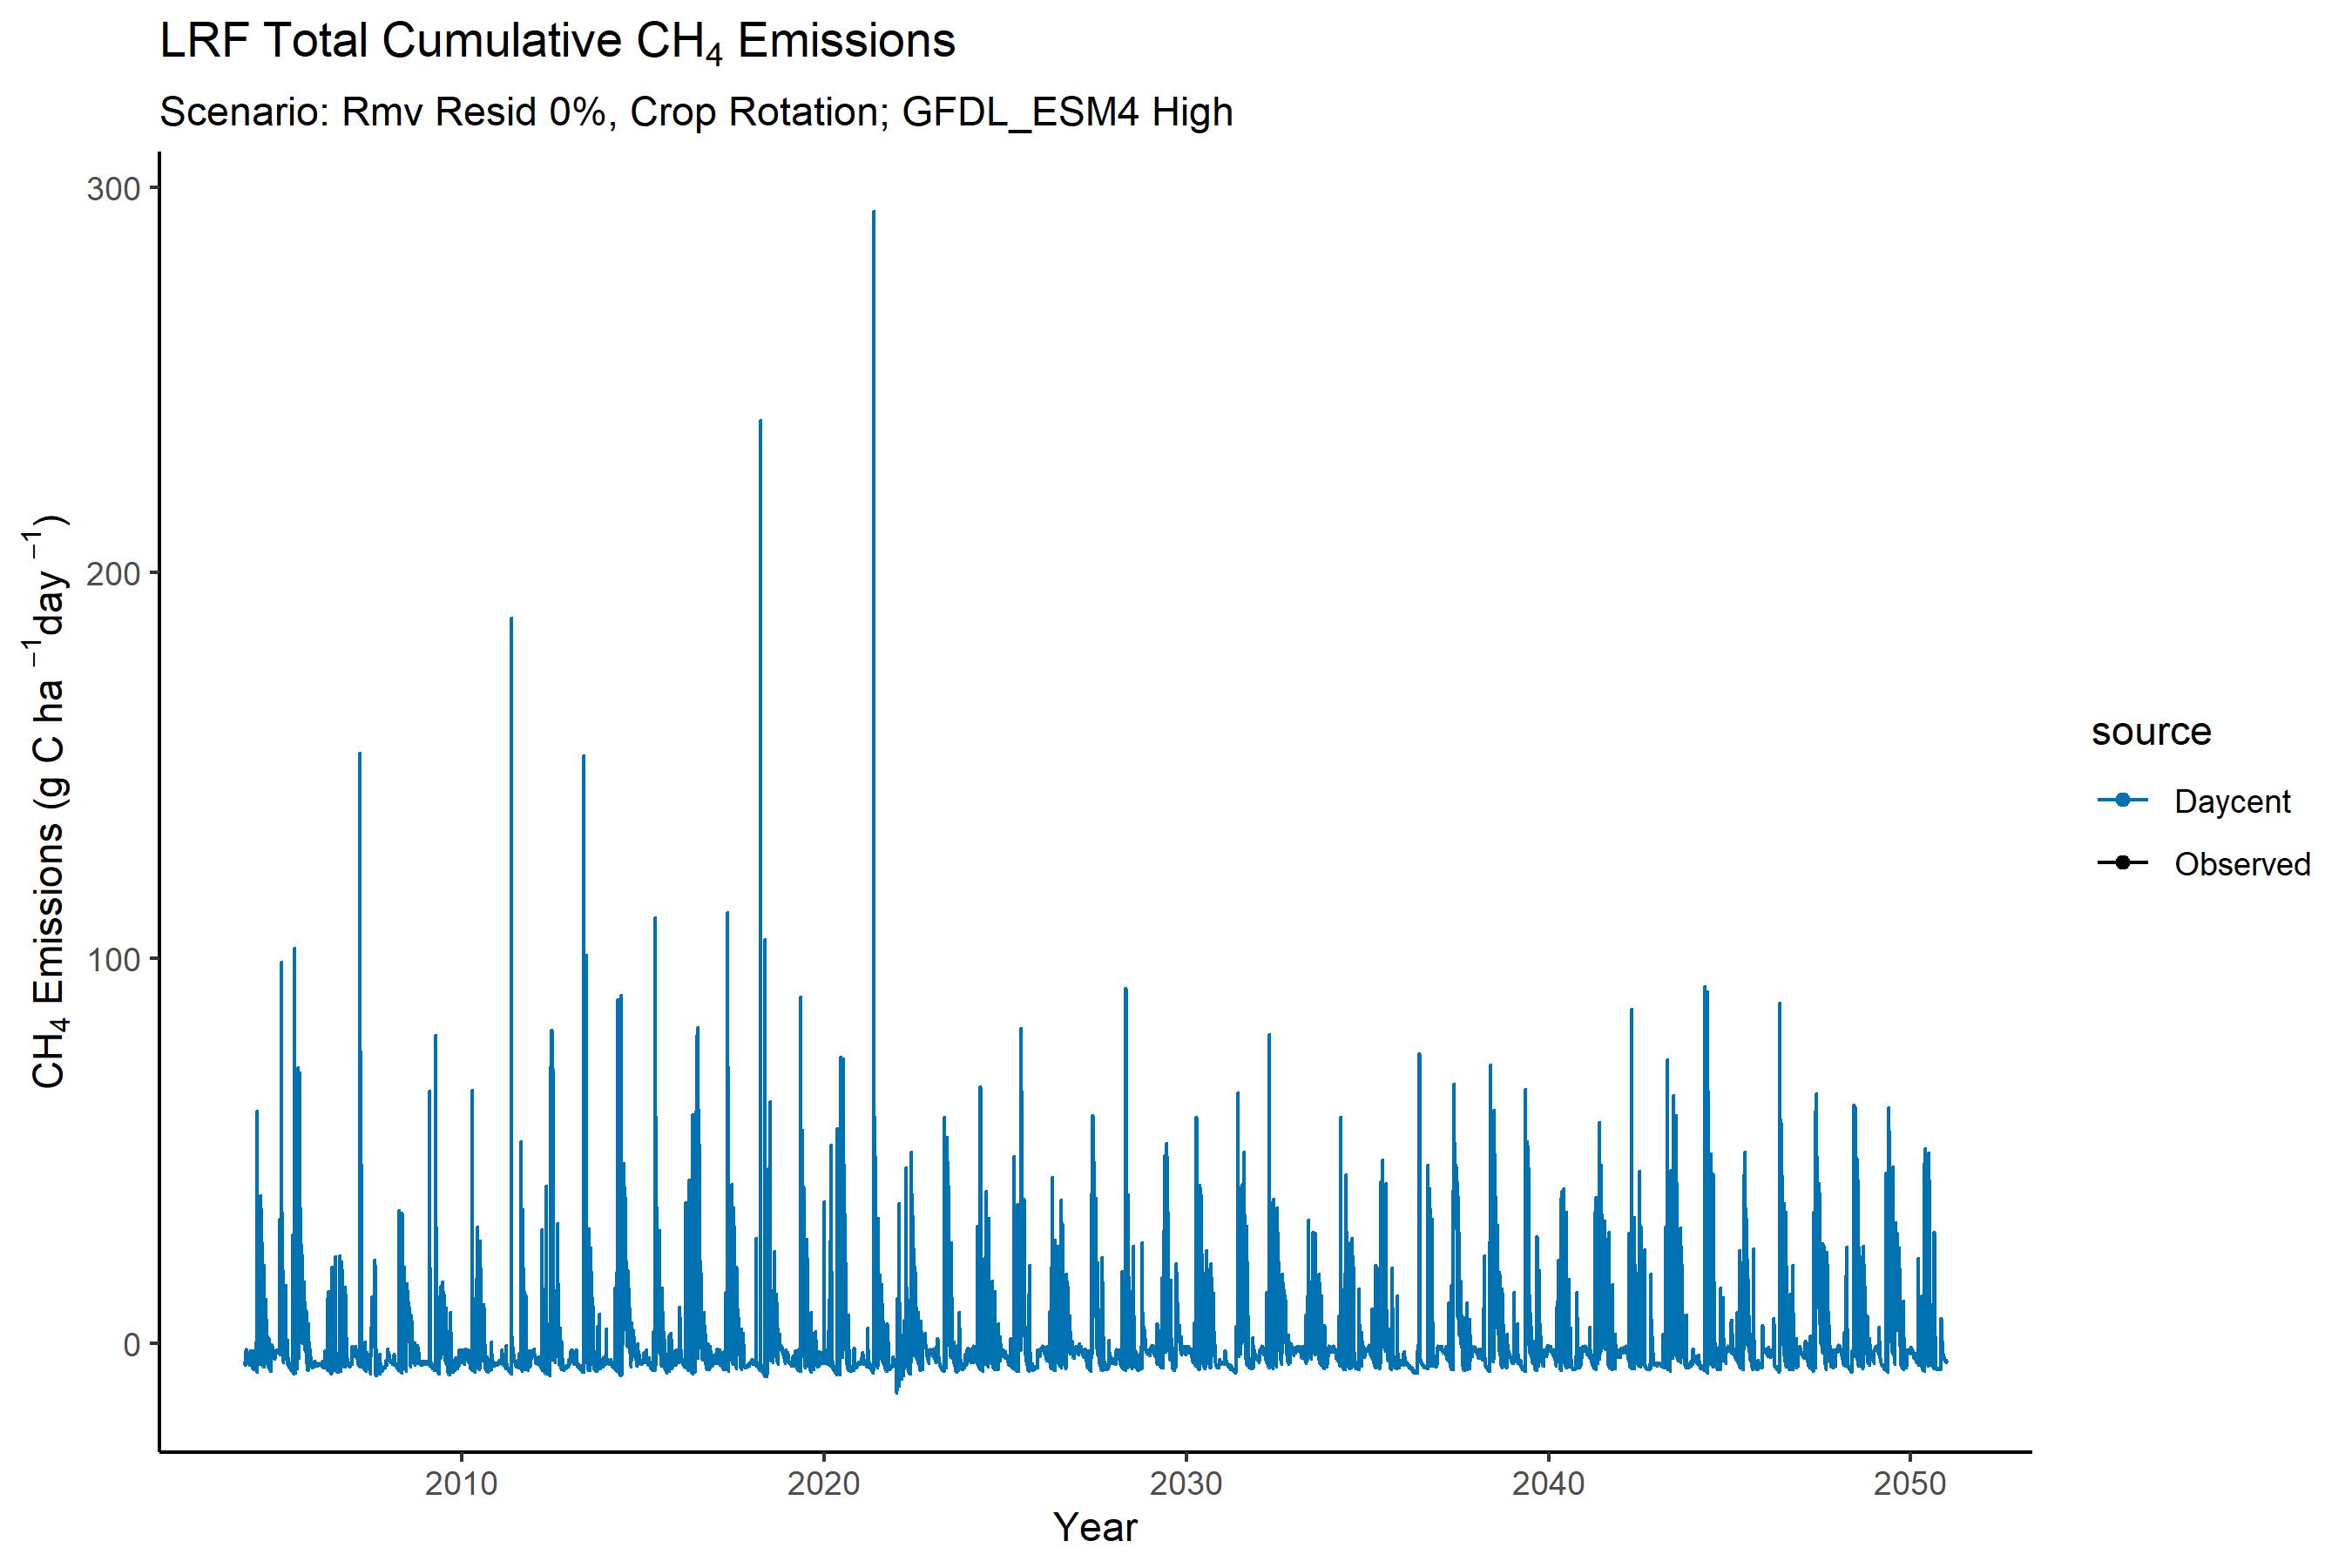 LRF Total Cumulative CH₄ Emissions
Scenario: Rmv Resid 0%, Crop Rotation; GFDL_ESM4 High
CH₄ Emissions (g C ha ⁻¹day ⁻¹)
300
200
100
0
2010 2020 2030 2040 2050
Year
source
Daycent
Observed